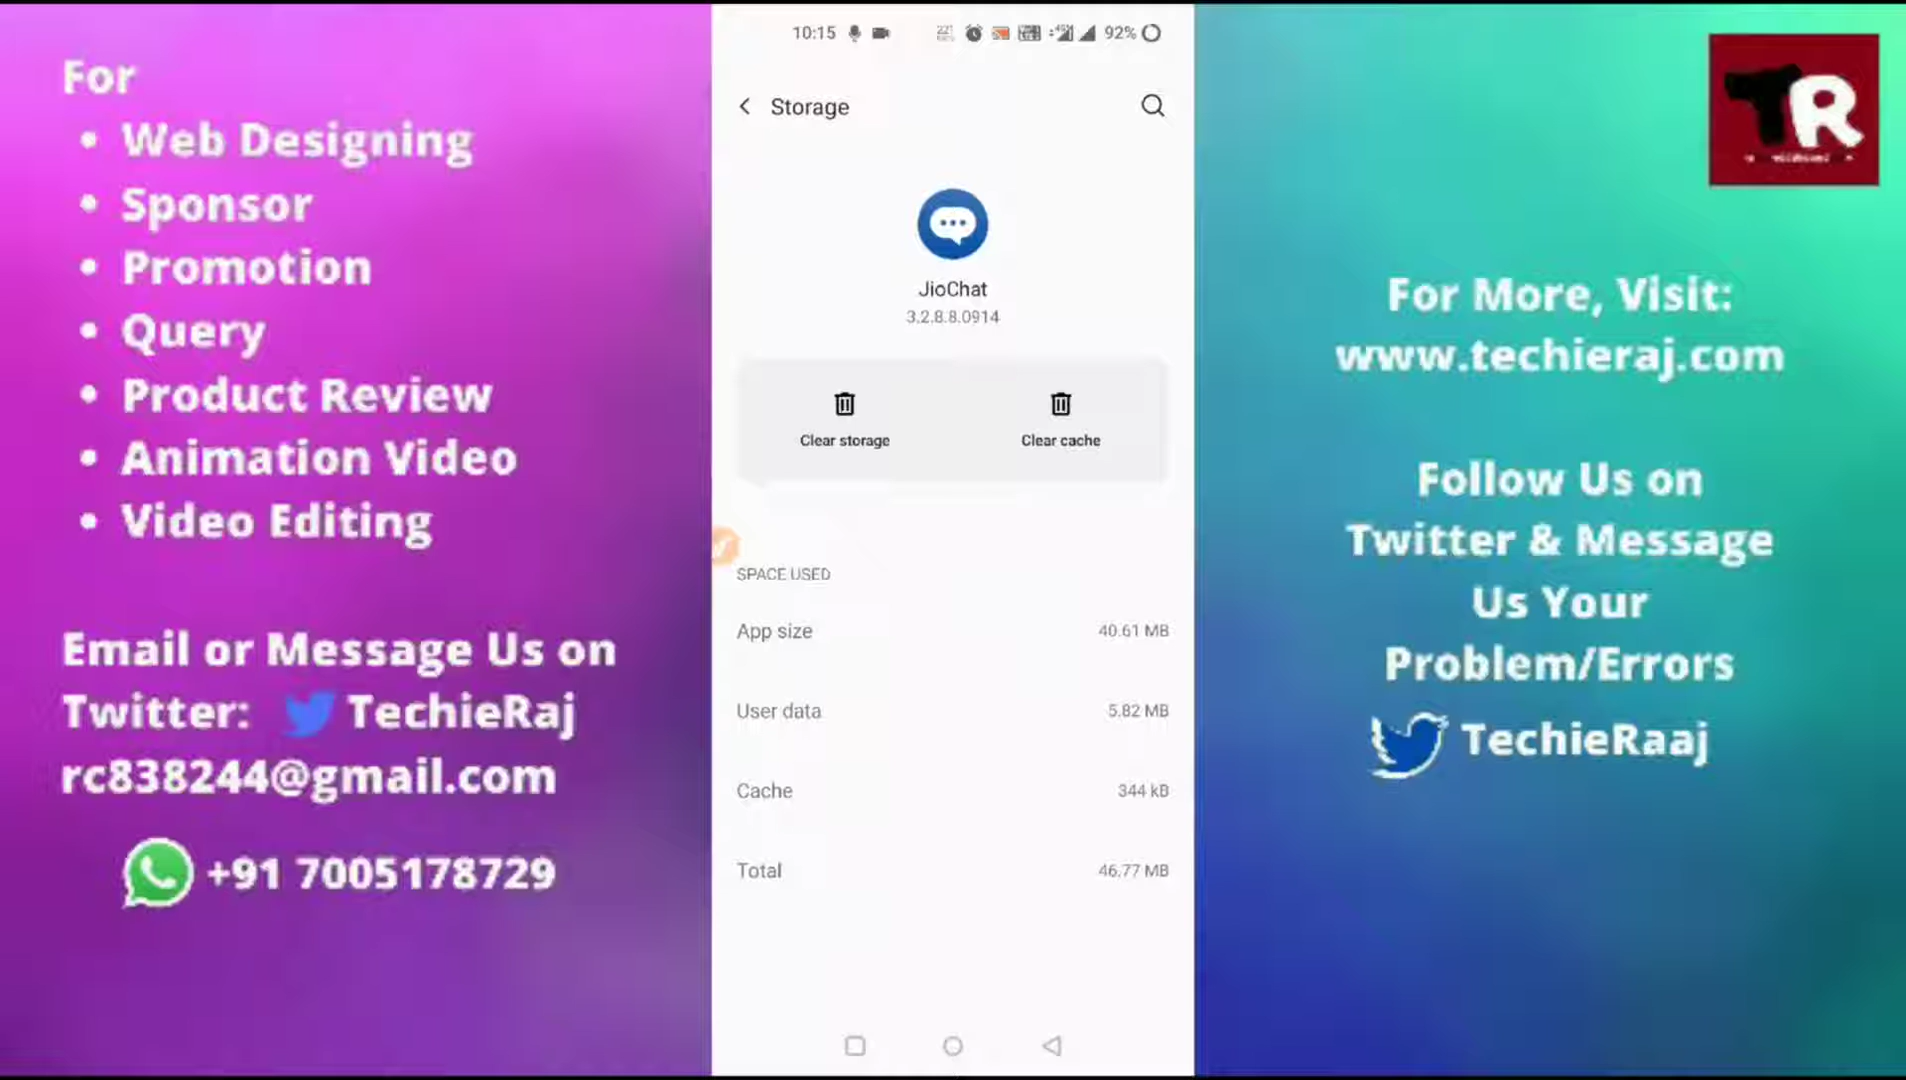 For
• Web Designing
• Sponsor
• Promotion
• Query
• Product Review
• Animation Video
• Video Editing
Email or Message Us on
Twitter: TechieRaj
rc838244@gmail.com
+91 7005178729
10:15
92%
Storage
JioChat
3.2.8.8.0914
Clear storage
Clear cache
SPACE USED
App size 40.61 MB
User data 5.82 MB
Cache 344 kB
Total 46.77 MB
TR
For More, Visit:
www.techieraj.com
Follow Us on
Twitter & Message
Us Your
Problem/Errors
TechieRaaj